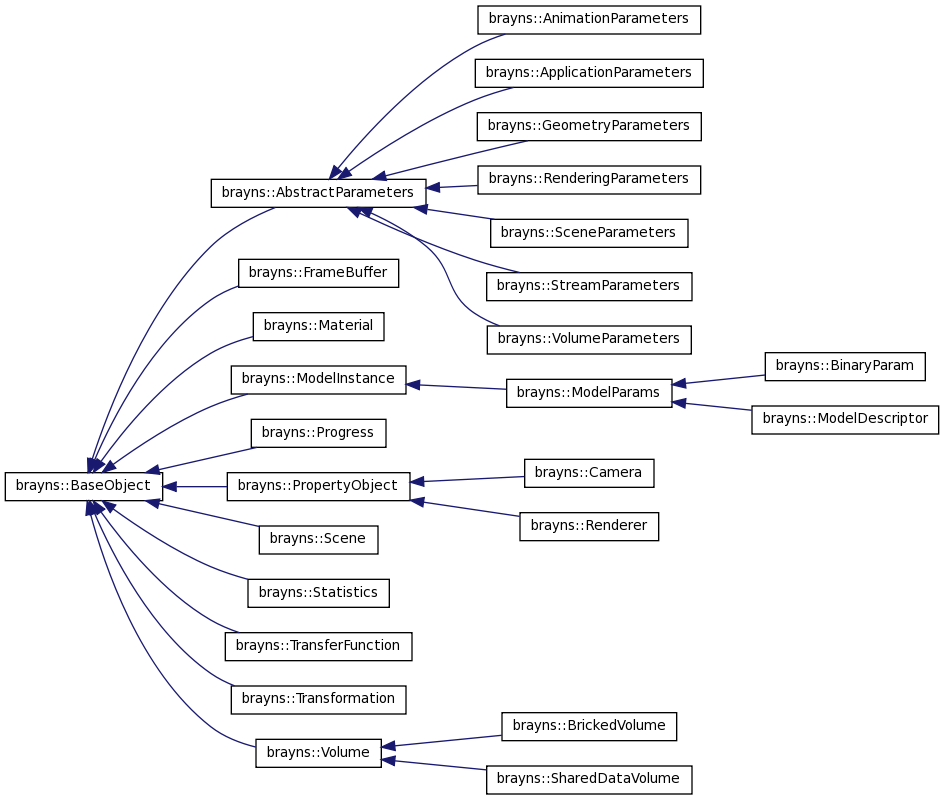 brayns::AnimationParameters
brayns::ApplicationParameters
brayns::GeometryParameters
brayns::RenderingParameters
brayns::AbstractParameters
brayns::SceneParameters
brayns::FrameBuffer
brayns::StreamParameters
brayns::Material
brayns::VolumeParameters
brayns::BinaryParam
brayns::ModelInstance
brayns::ModelParams
brayns::ModelDescriptor
brayns::Progress
brayns::Camera
brayns::BaseObject
brayns::PropertyObject
brayns::Renderer
brayns::Scene
brayns::Statistics
brayns::TransferFunction
brayns::Transformation
brayns::BrickedVolume
brayns::Volume
brayns::SharedDataVolume